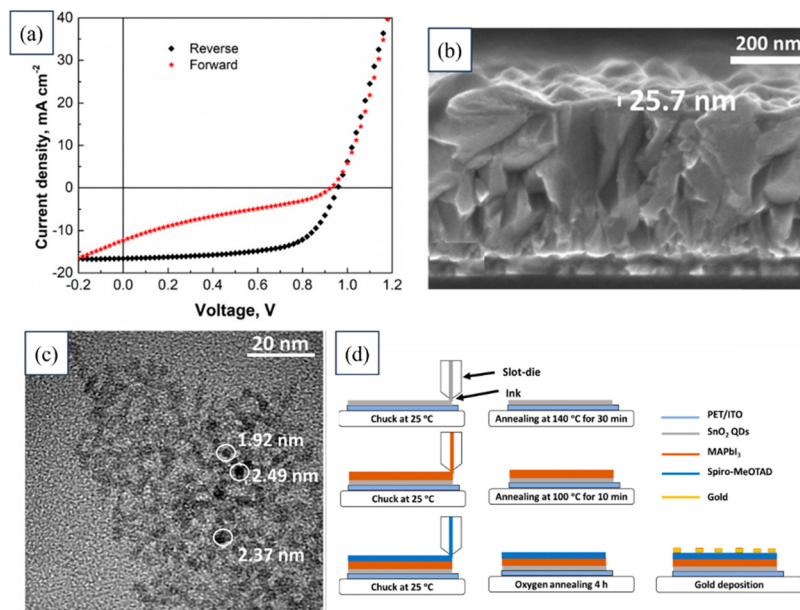 (a)
40
30
20
10
0
-10
-20
-0.2
0.0
0.2
0.4
0.6
0.8
1.0
1.2
Current density, mA cm⁻²
Voltage, V
Reverse
Forward
(b)
200 nm
25.7 nm
(c)
20 nm
1.92 nm
2.49 nm
2.37 nm
(d)
Slot-die
Ink
Chuck at 25 °C
Annealing at 140 °C for 30 min
Chuck at 25 °C
Annealing at 100 °C for 10 min
Chuck at 25 °C
Oxygen annealing 4 h
Gold deposition
PET/ITO
SnO₂ QDs
MAPbI₃
Spiro-MeOTAD
Gold